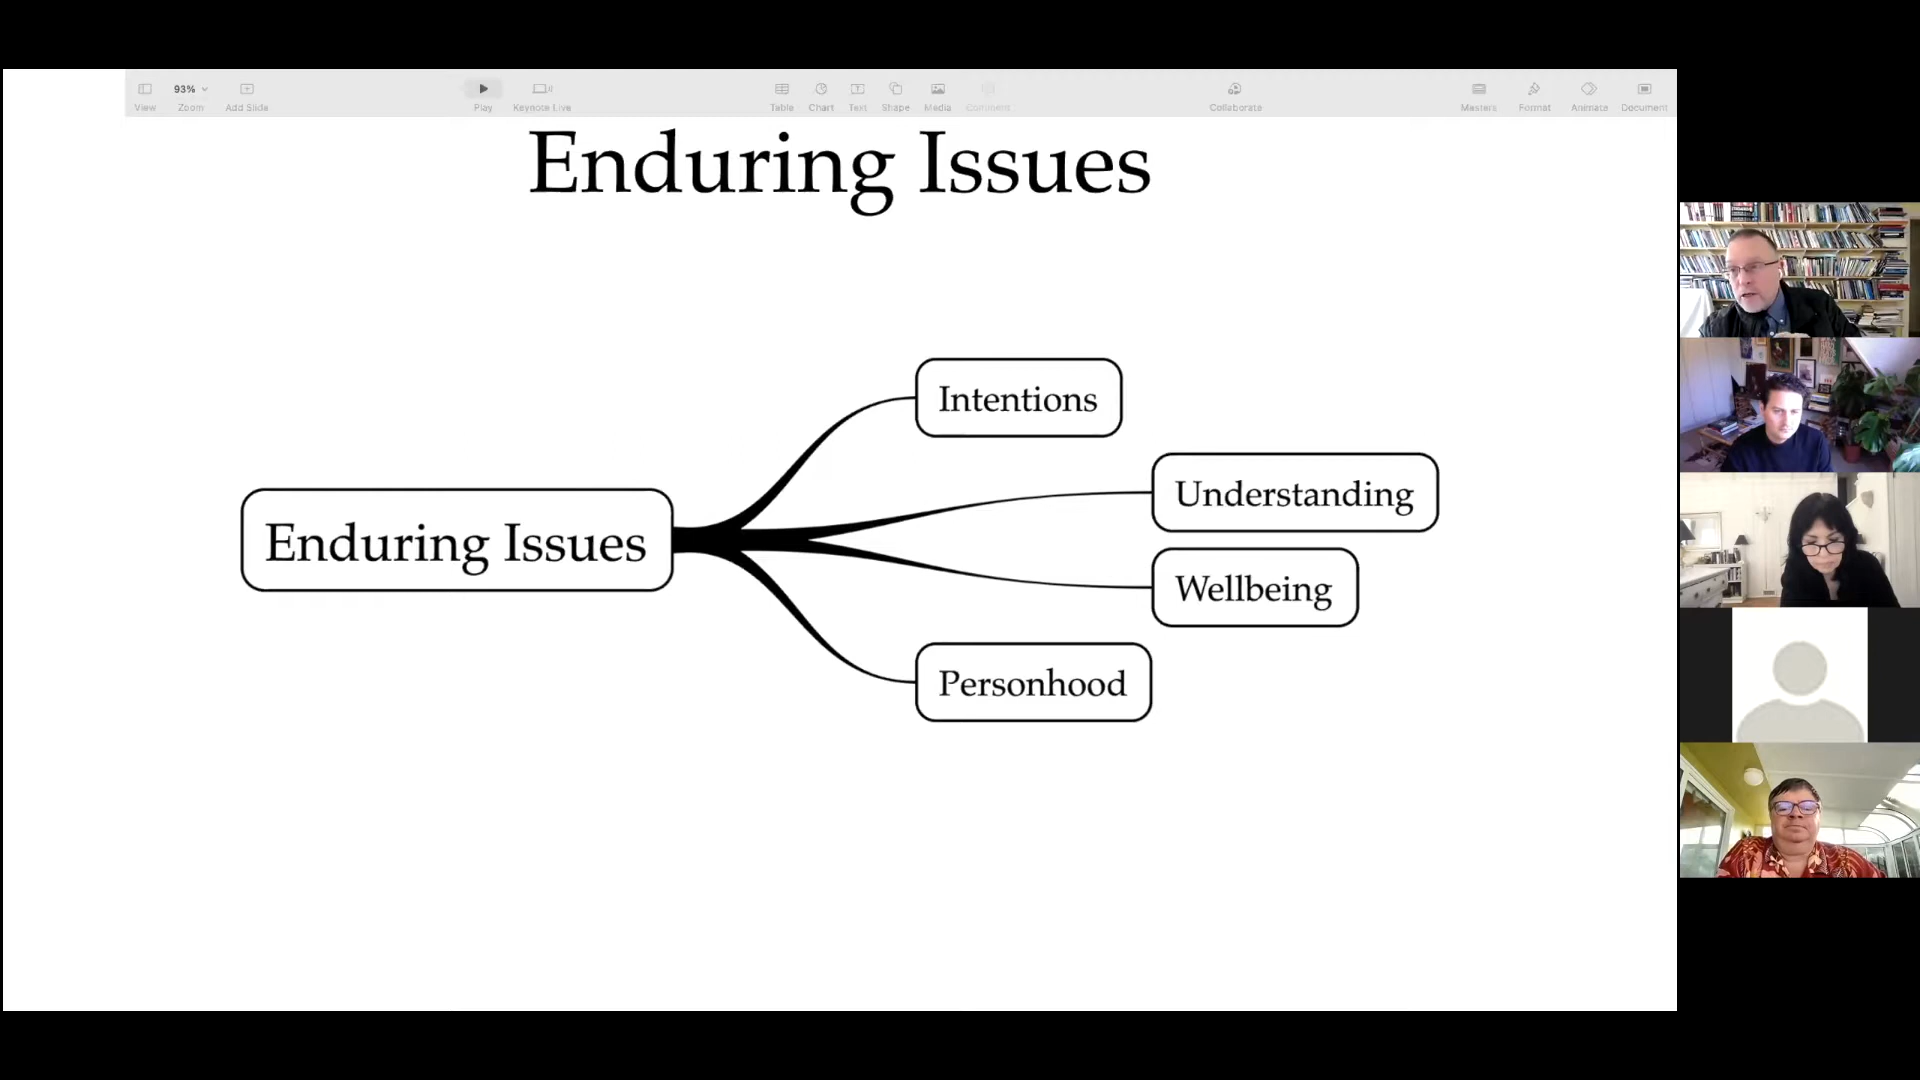 93%
View
Zoom
Add Slide
Play
Keynote Live
Table
Chart
Text
Shape
Media
Comment
Collaborate
Masters
Format
Animate
Document
Enduring Issues
Intentions
Understanding
Enduring Issues
Wellbeing
Personhood